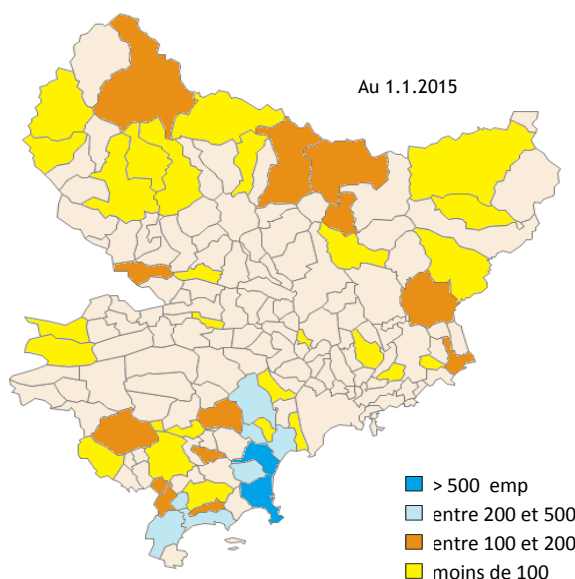 Au 1.1.2015
> 500 emp
entre 200 et 500
entre 100 et 200
moins de 100